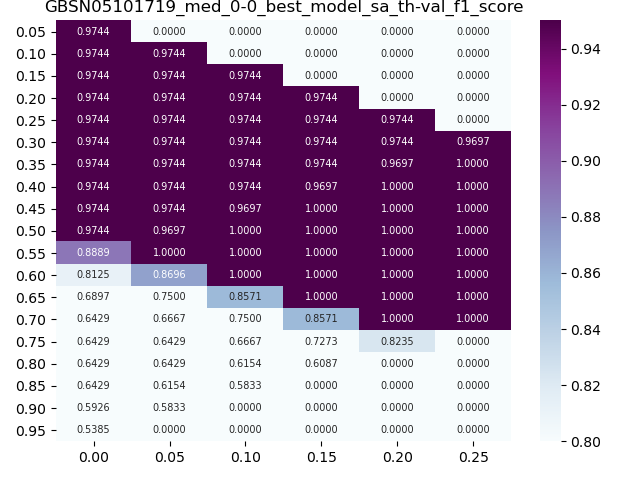 GBSN05101719_med_0-0_best_model_sa_th-val_f1_score
0.05 0.9744 0.0000 0.0000 0.0000 0.0000 0.0000
0.10 0.9744 0.9744 0.0000 0.0000 0.0000 0.0000
0.15 0.9744 0.9744 0.9744 0.0000 0.0000 0.0000
0.20 0.9744 0.9744 0.9744 0.9744 0.0000 0.0000
0.25 0.9744 0.9744 0.9744 0.9744 0.9744 0.0000
0.30 0.9744 0.9744 0.9744 0.9744 0.9744 0.9697
0.35 0.9744 0.9744 0.9744 0.9744 0.9697 1.0000
0.40 0.9744 0.9744 0.9744 0.9697 1.0000 1.0000
0.45 0.9744 0.9744 0.9697 1.0000 1.0000 1.0000
0.50 0.9744 0.9697 1.0000 1.0000 1.0000 1.0000
0.55 0.8889 1.0000 1.0000 1.0000 1.0000 1.0000
0.60 0.8125 0.8696 1.0000 1.0000 1.0000 1.0000
0.65 0.6897 0.7500 0.8571 1.0000 1.0000 1.0000
0.70 0.6429 0.6667 0.7500 0.8571 1.0000 1.0000
0.75 0.6429 0.6429 0.6667 0.7273 0.8235 0.0000
0.80 0.6429 0.6429 0.6154 0.6087 0.0000 0.0000
0.85 0.6429 0.6154 0.5833 0.0000 0.0000 0.0000
0.90 0.5926 0.5833 0.0000 0.0000 0.0000 0.0000
0.95 0.5385 0.0000 0.0000 0.0000 0.0000 0.0000
0.00 0.05 0.10 0.15 0.20 0.25
0.94
0.92
0.90
0.88
0.86
0.84
0.82
0.80